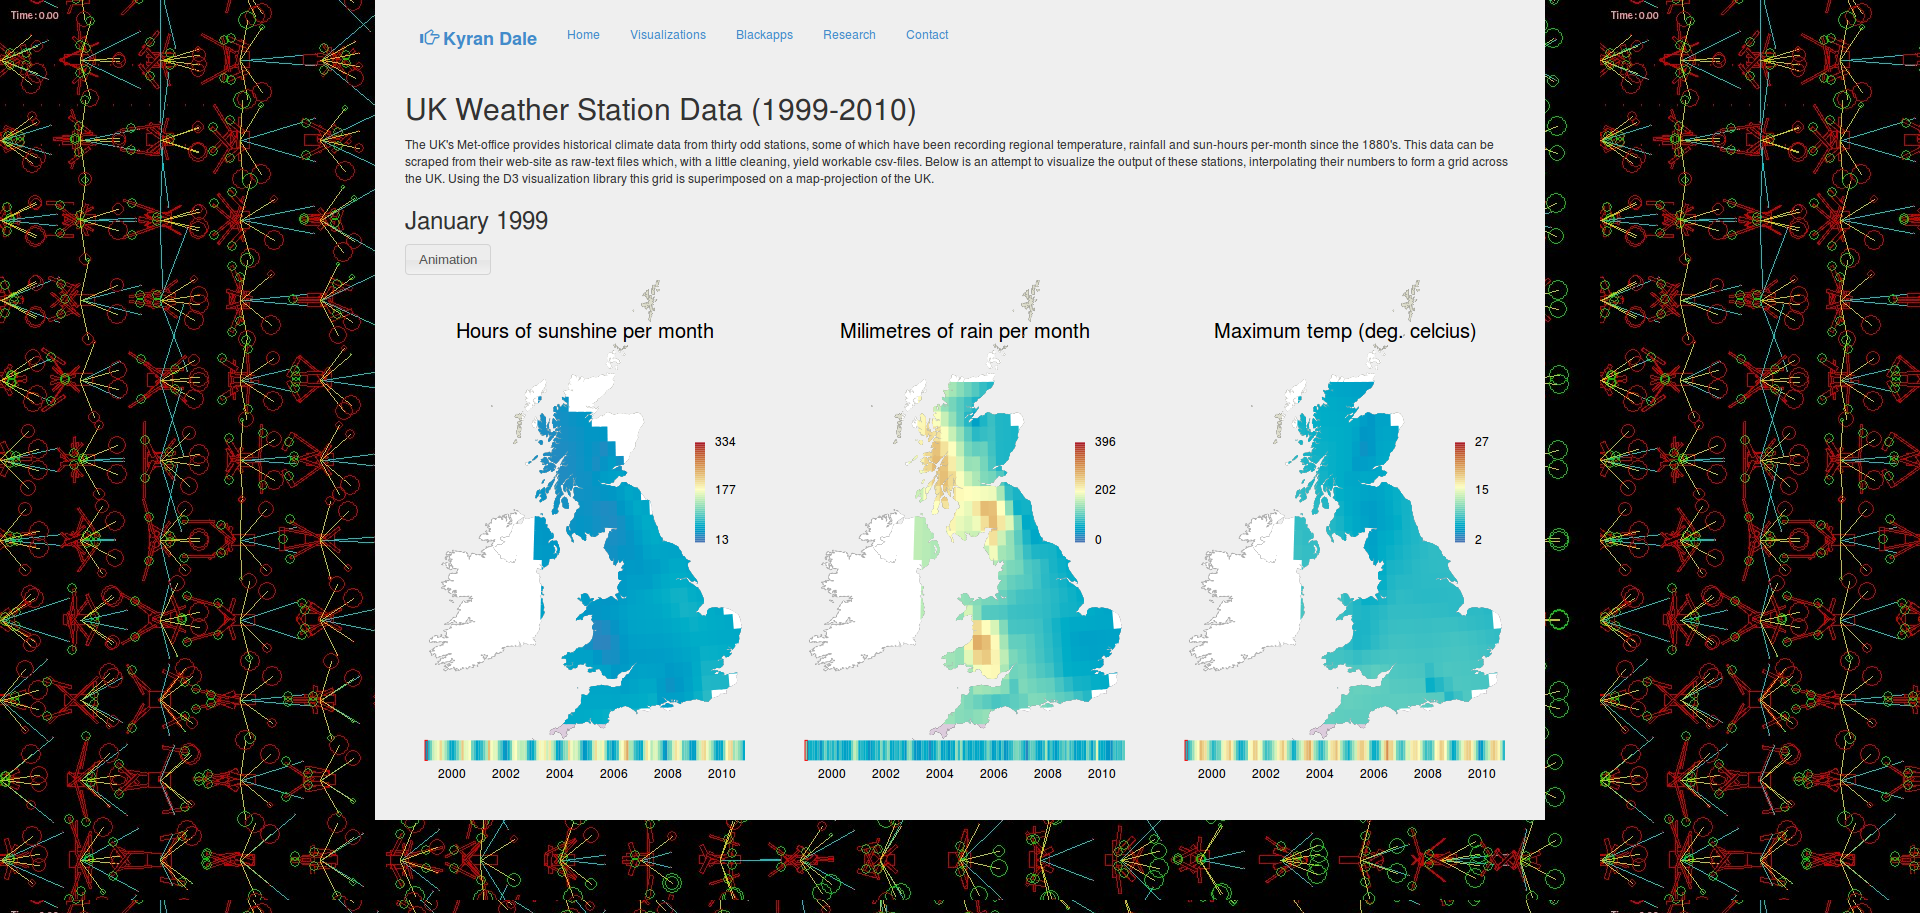 Time: 0.00
Time: 0.00
Kyran Dale
Home
Visualizations
Blackapps
Research
Contact
UK Weather Station Data (1999-2010)
The UK's Met-office provides historical climate data from thirty odd stations, some of which have been recording regional temperature, rainfall and sun-hours per-month since the 1880's. This data can be
scraped from their web-site as raw-text files which, with a little cleaning, yield workable csv-files. Below is an attempt to visualize the output of these stations, interpolating their numbers to form a grid across
the UK. Using the D3 visualization library this grid is superimposed on a map-projection of the UK.
January 1999
Animation
Hours of sunshine per month
334
177
13
2000 2002 2004 2006 2008 2010
Milimetres of rain per month
396
202
0
2000 2002 2004 2006 2008 2010
Maximum temp (deg. celcius)
27
15
2
2000 2002 2004 2006 2008 2010